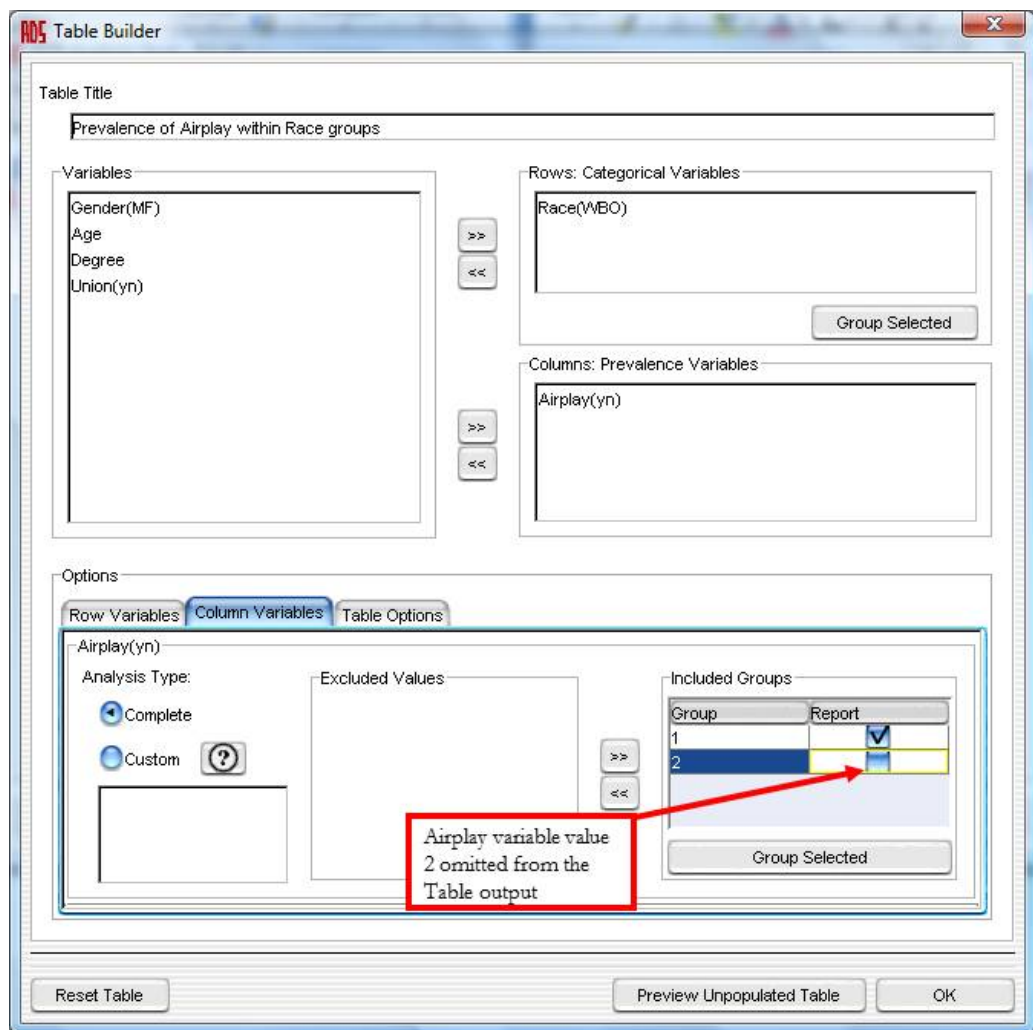 ADS Table Builder
Table Title
Prevalence of Airplay within Race groups
Variables
Gender(MF)
Age
Degree
Union(yn)
>>
<<
Rows: Categorical Variables
Race(WBO)
Group Selected
>>
<<
Columns: Prevalence Variables
Airplay(yn)
Options
Row Variables
Column Variables
Table Options
Airplay(yn)
Analysis Type:
Complete
Custom ?
Excluded Values
>>
<<
Included Groups
Group Report
1
2
Group Selected
Airplay variable value
2 omitted from the
Table output
Reset Table
Preview Unpopulated Table
OK